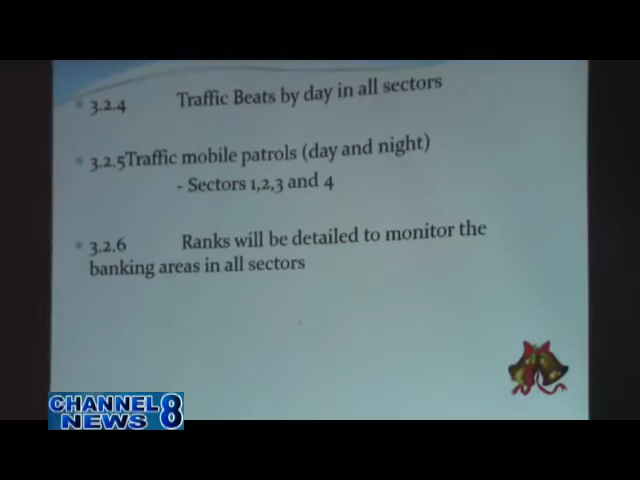 3.2.4 Traffic Beats by day in all sectors
3.2.5Traffic mobile patrols (day and night)
- Sectors 1,2,3 and 4
3.2.6 Ranks will be detailed to monitor the
banking areas in all sectors
CHANNEL 8
NEWS